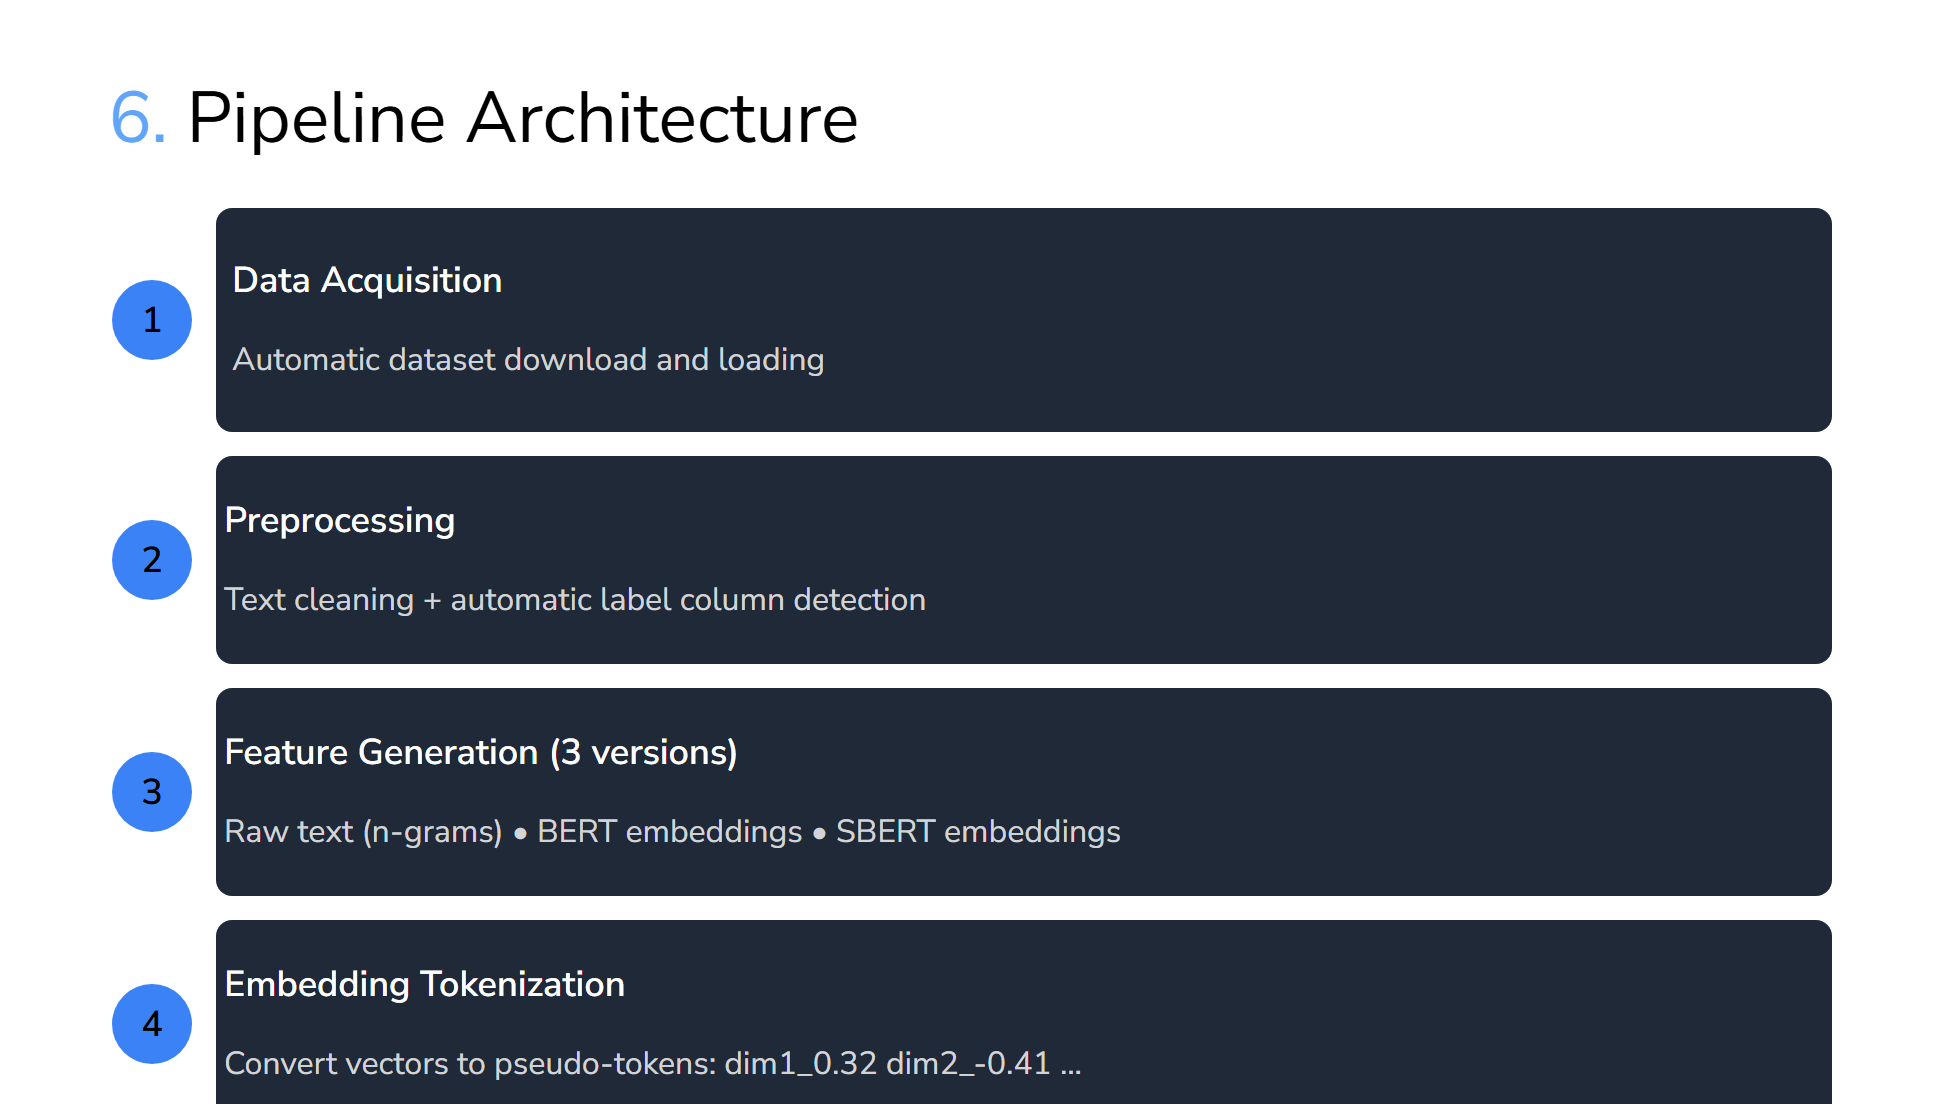 6. Pipeline Architecture
1
Data Acquisition
Automatic dataset download and loading
2
Preprocessing
Text cleaning + automatic label column detection
3
Feature Generation (3 versions)
Raw text (n-grams) • BERT embeddings • SBERT embeddings
4
Embedding Tokenization
Convert vectors to pseudo-tokens: dim1_0.32 dim2_-0.41 ...